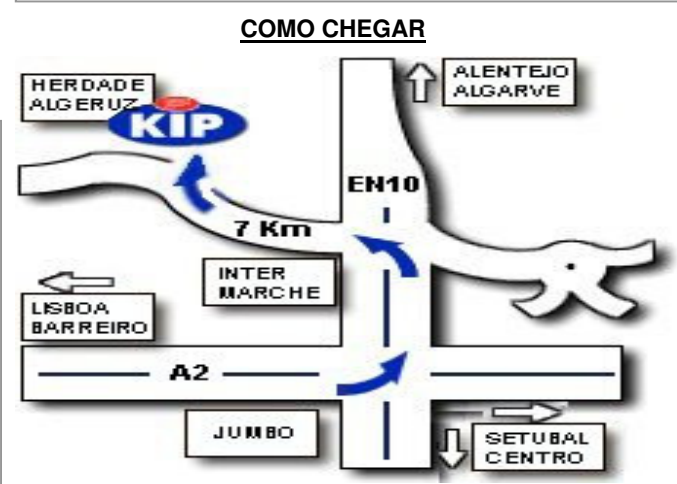 COMO CHEGAR
HERDADE
ALGERUZ
KIP
ALENTEJO
ALGARVE
EN10
7 Km
INTER
MARCHE
LISBOA
BARREIRO
A2
JUMBO
SETUBAL
CENTRO